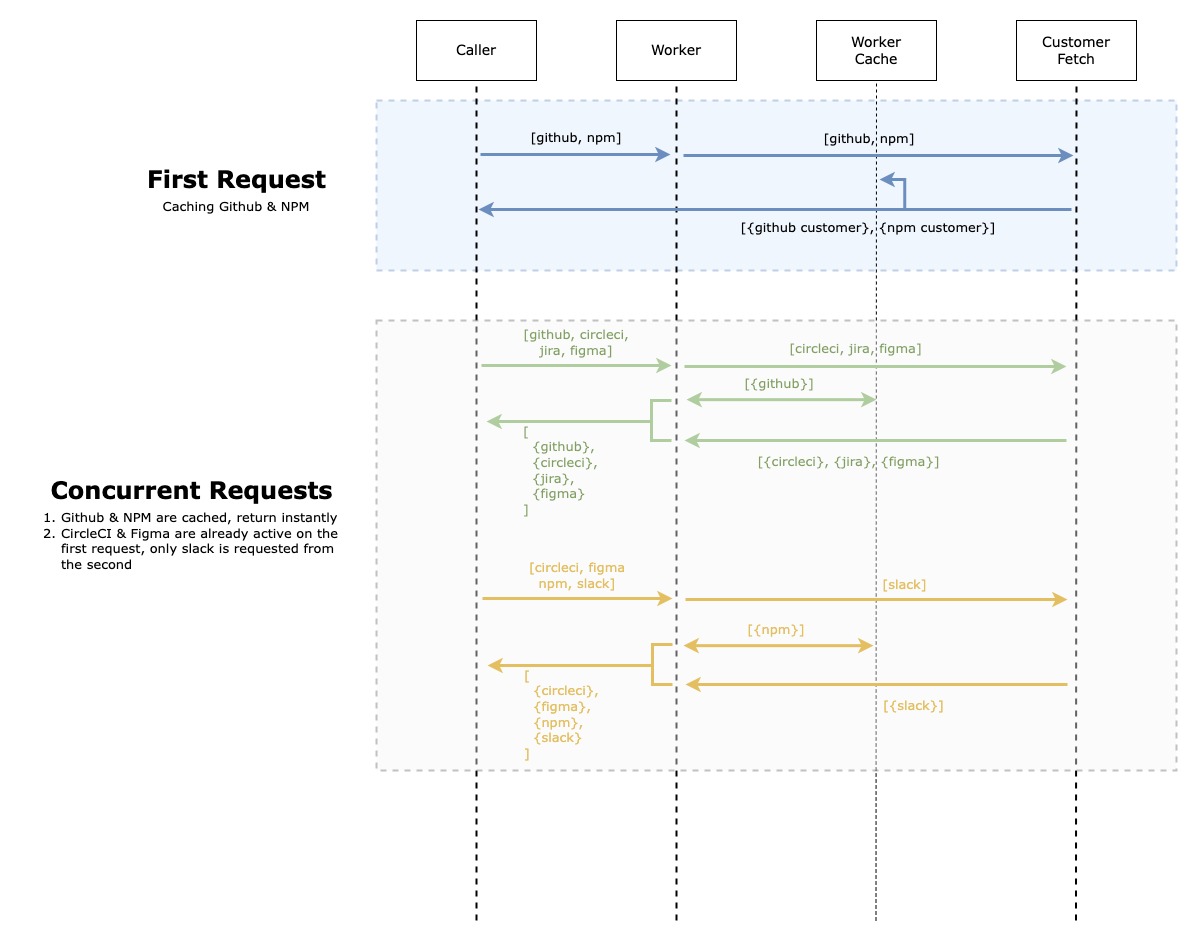 Caller
Worker
Worker
Cache
Customer
Fetch
First Request
Caching Github & NPM
[github, npm]
[github, npm]
[{github customer}, {npm customer}]
Concurrent Requests
1. Github & NPM are cached, return instantly
2. CircleCI & Figma are already active on the
first request, only slack is requested from
the second
[github, circleci,
jira, figma]
[circleci, jira, figma]
[{github}]
[
{github},
{circleci},
{jira},
{figma}
]
[{circleci}, {jira}, {figma}]
[circleci, figma
npm, slack]
[slack]
[{npm}]
[
{circleci},
{figma},
{npm},
{slack}
]
[{slack}]